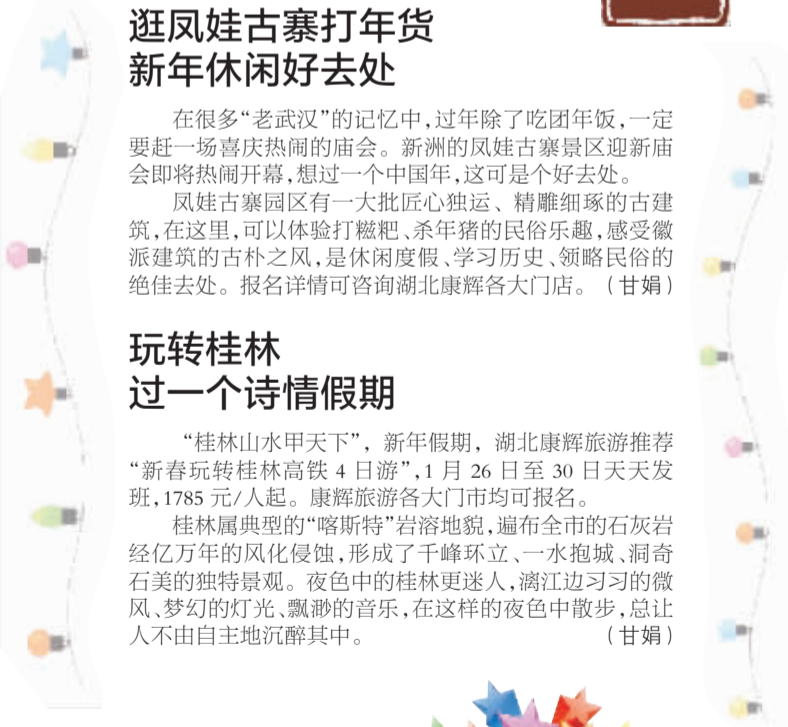 逛凤娃古寨打年货
新年休闲好去处
在很多“老武汉”的记忆中,过年除了吃团年饭,一定
要赶一场喜庆热闹的庙会。新洲的凤娃古寨景区迎新庙
会即将热闹开幕,想过一个中国年,这可是个好去处。
凤娃古寨园区有一大批匠心独运、精雕细琢的古建
筑,在这里,可以体验打糍粑、杀年猪的民俗乐趣,感受徽
派建筑的古朴之风,是休闲度假、学习历史、领略民俗的
绝佳去处。报名详情可咨询湖北康辉各大门店。(甘娟)
玩转桂林
过一个诗情假期
“桂林山水甲天下”,新年假期,湖北康辉旅游推荐
“新春玩转桂林高铁 4 日游”,1 月 26 日至 30 日天天发
班,1785 元/人起。康辉旅游各大门市均可报名。
桂林属典型的“喀斯特”岩溶地貌,遍布全市的石灰岩
经亿万年的风化侵蚀,形成了千峰环立、一水抱城、洞奇
石美的独特景观。夜色中的桂林更迷人,漓江边习习的微
风、梦幻的灯光、飘渺的音乐,在这样的夜色中散步,总让
人不由自主地沉醉其中。(甘娟)